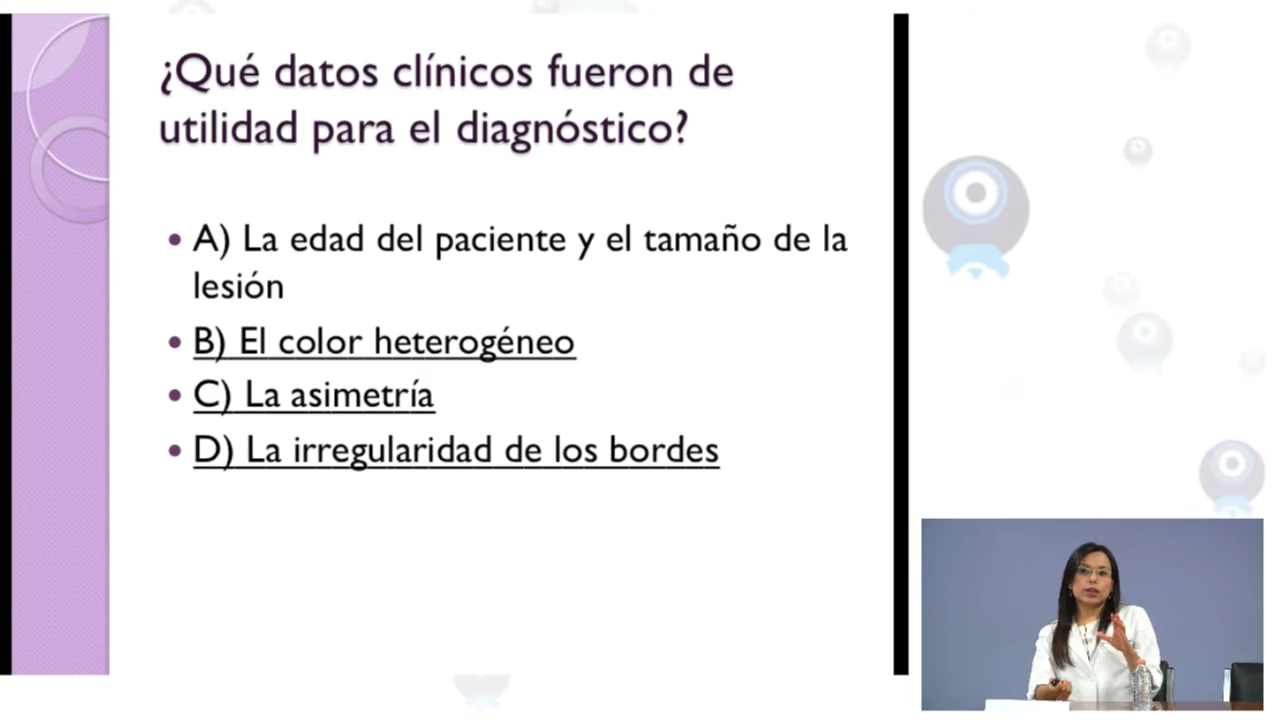 ¿Qué datos clínicos fueron de
utilidad para el diagnóstico?
• A) La edad del paciente y el tamaño de la
lesión
• B) El color heterogéneo
• C) La asimetría
• D) La irregularidad de los bordes